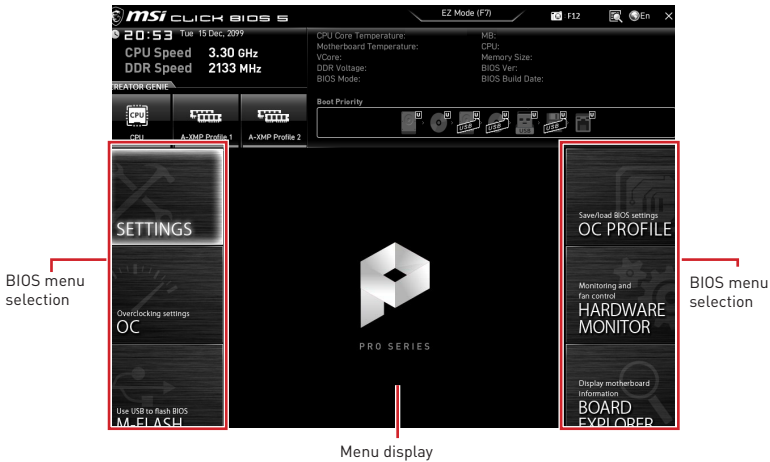 msi CLICK BIOS 5
EZ Mode (F7)
F12
En
X
20:53 Tue 15 Dec, 2099
CPU Speed 3.30 GHz
DDR Speed 2133 MHz
CREATOR GENIE
CPU
CPU
A-XMP Profile 1
A-XMP Profile 2
CPU Core Temperature:
Motherboard Temperature:
VCore:
DDR Voltage:
BIOS Mode:
MB:
CPU:
Memory Size:
BIOS Ver:
BIOS Build Date:
Boot Priority
U U USB U USB U USB U USB U U
SETTINGS
Overclocking settings
OC
Use USB to flash BIOS
M-FLASH
BIOS menu
selection
PRO SERIES
Save/load BIOS settings
OC PROFILE
Monitoring and
fan control
HARDWARE
MONITOR
Display motherboard
information
BOARD
EXPLORER
BIOS menu
selection
Menu display